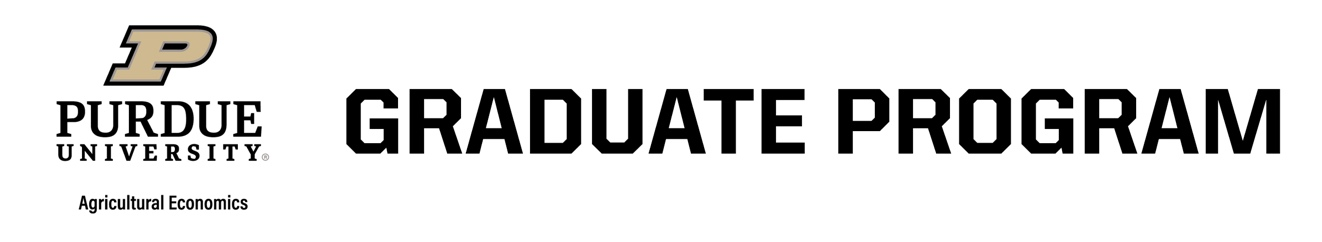 P
PURDUE
UNIVERSITY®
Agricultural Economics
GRADUATE PROGRAM